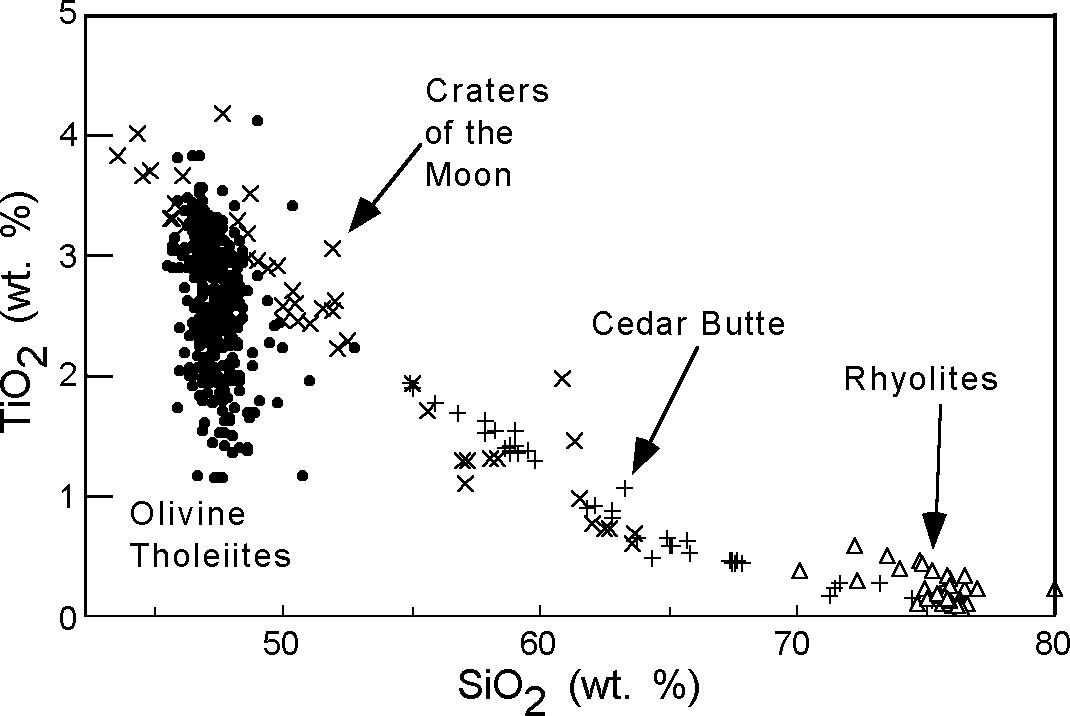 5
4
3
2
1
0
TiO2 (wt. %)
Craters
of the
Moon
Cedar Butte
Rhyolites
Olivine
Tholeiites
50
60
70
80
SiO2 (wt. %)